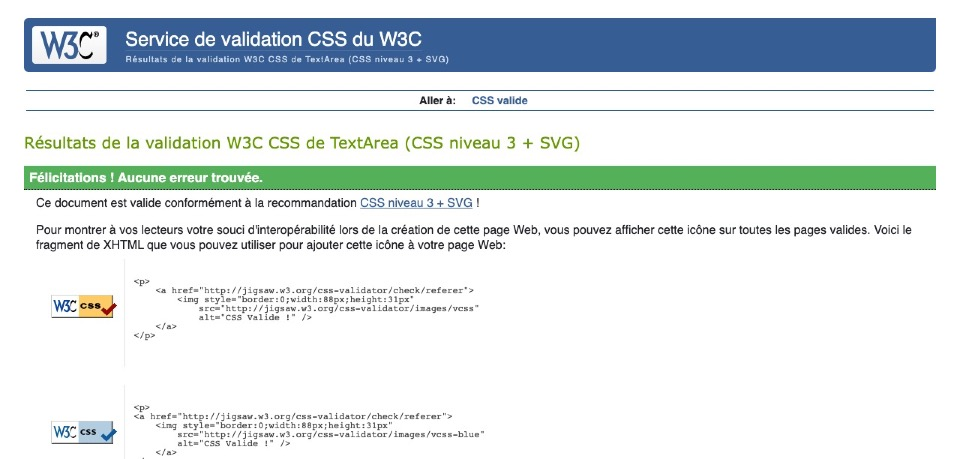 W3C®
Service de validation CSS du W3C
Résultats de la validation W3C CSS de TextArea (CSS niveau 3 + SVG)
Aller à: CSS valide
Résultats de la validation W3C CSS de TextArea (CSS niveau 3 + SVG)
Félicitations ! Aucune erreur trouvée.
Ce document est valide conformément à la recommandation CSS niveau 3 + SVG !
Pour montrer à vos lecteurs votre souci d'interopérabilité lors de la création de cette page Web, vous pouvez afficher cette icône sur toutes les pages valides. Voici le
fragment de XHTML que vous pouvez utiliser pour ajouter cette icône à votre page Web:
W3C css
<p>
<a href="http://jigsaw.w3.org/css-validator/check/referer">
<img style="border:0;width:88px;height:31px"
src="http://jigsaw.w3.org/css-validator/images/vcss"
alt="CSS Valide !" />
</a>
</p>
W3C css
<p>
<a href="http://jigsaw.w3.org/css-validator/check/referer">
<img style="border:0;width:88px;height:31px"
src="http://jigsaw.w3.org/css-validator/images/vcss-blue"
alt="CSS Valide !" />
</a>